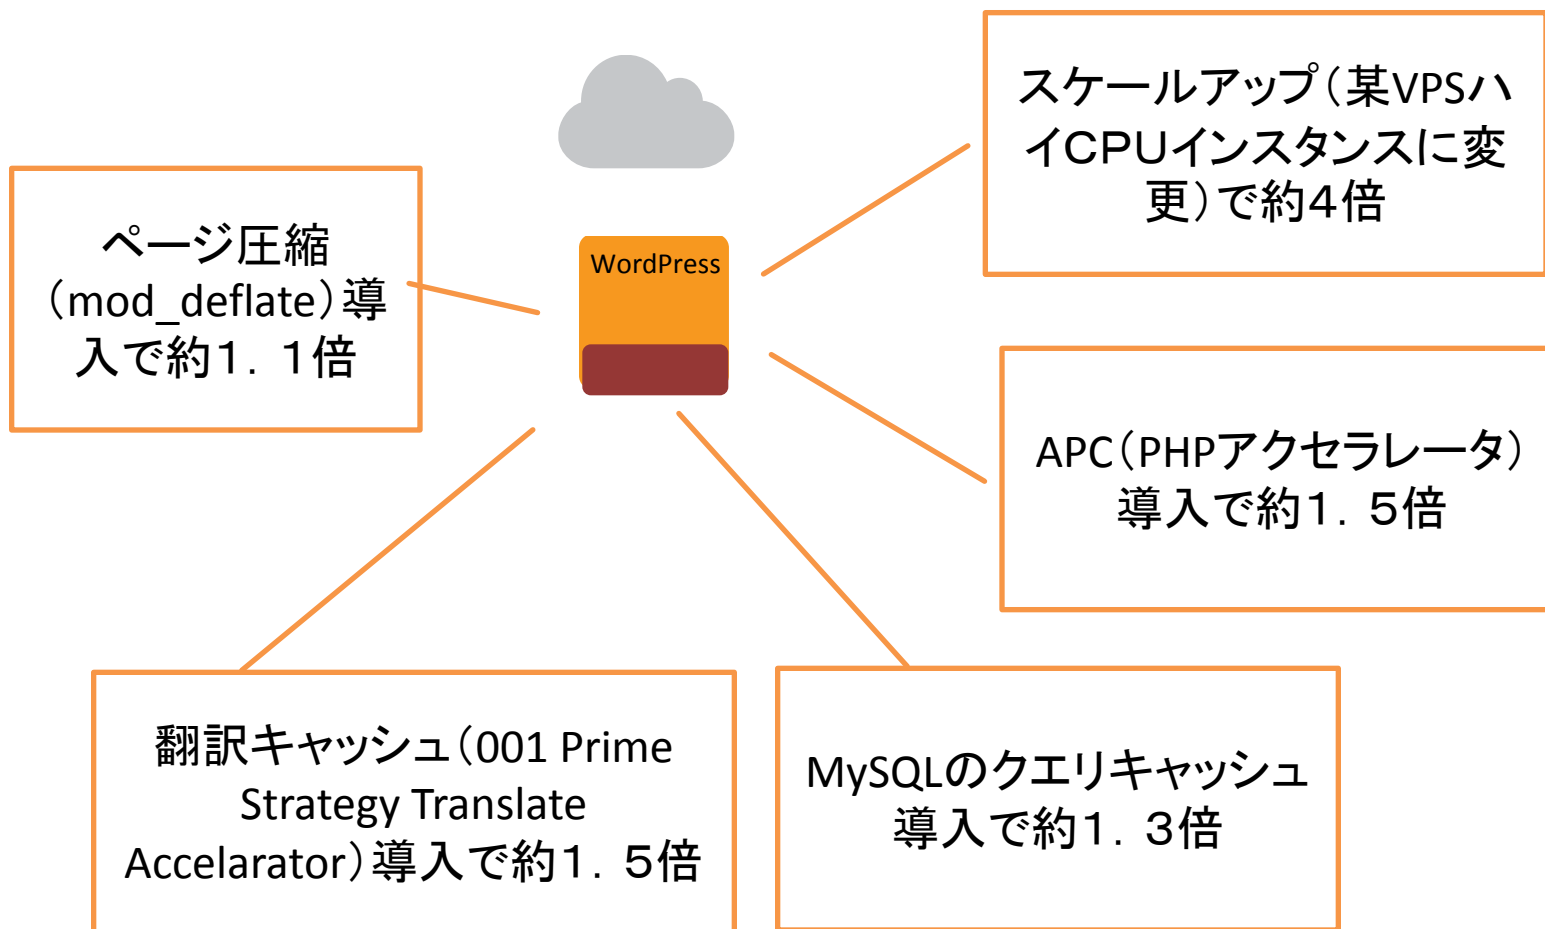 スケールアップ（某VPSハ
イＣＰＵインスタンスに変
更）で約４倍
ページ圧縮
（mod_deflate）導
入で約１．１倍
WordPress
APC（PHPアクセラレータ）
導入で約１．５倍
翻訳キャッシュ（001 Prime
Strategy Translate
Accelarator）導入で約１．５倍
MySQLのクエリキャッシュ
導入で約１．３倍